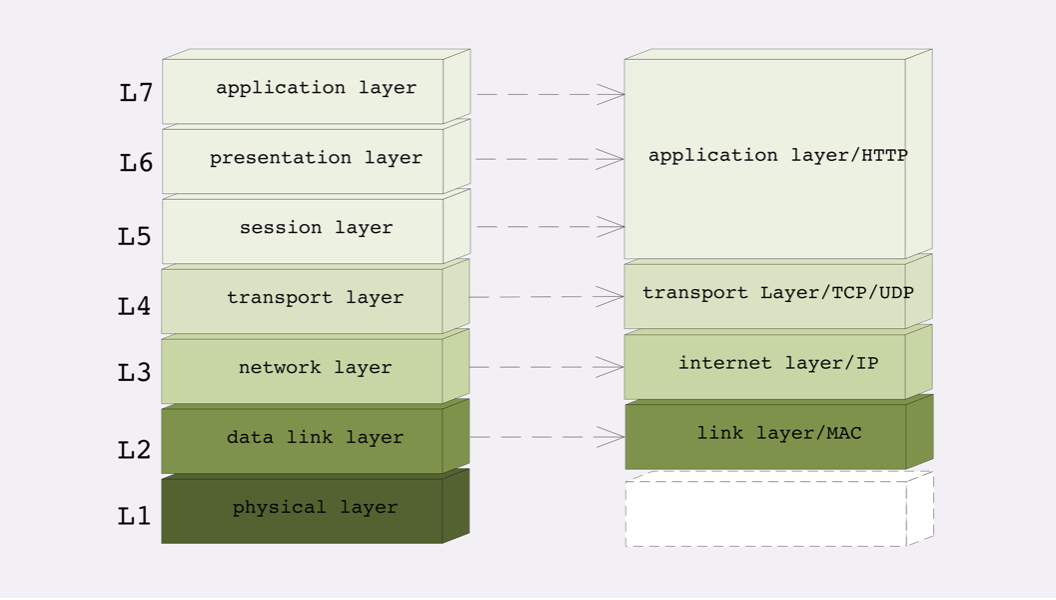 L7
application layer
L6
presentation layer
application layer/HTTP
L5
session layer
L4
transport layer
transport Layer/TCP/UDP
L3
network layer
internet layer/IP
L2
data link layer
link layer/MAC
L1
physical layer